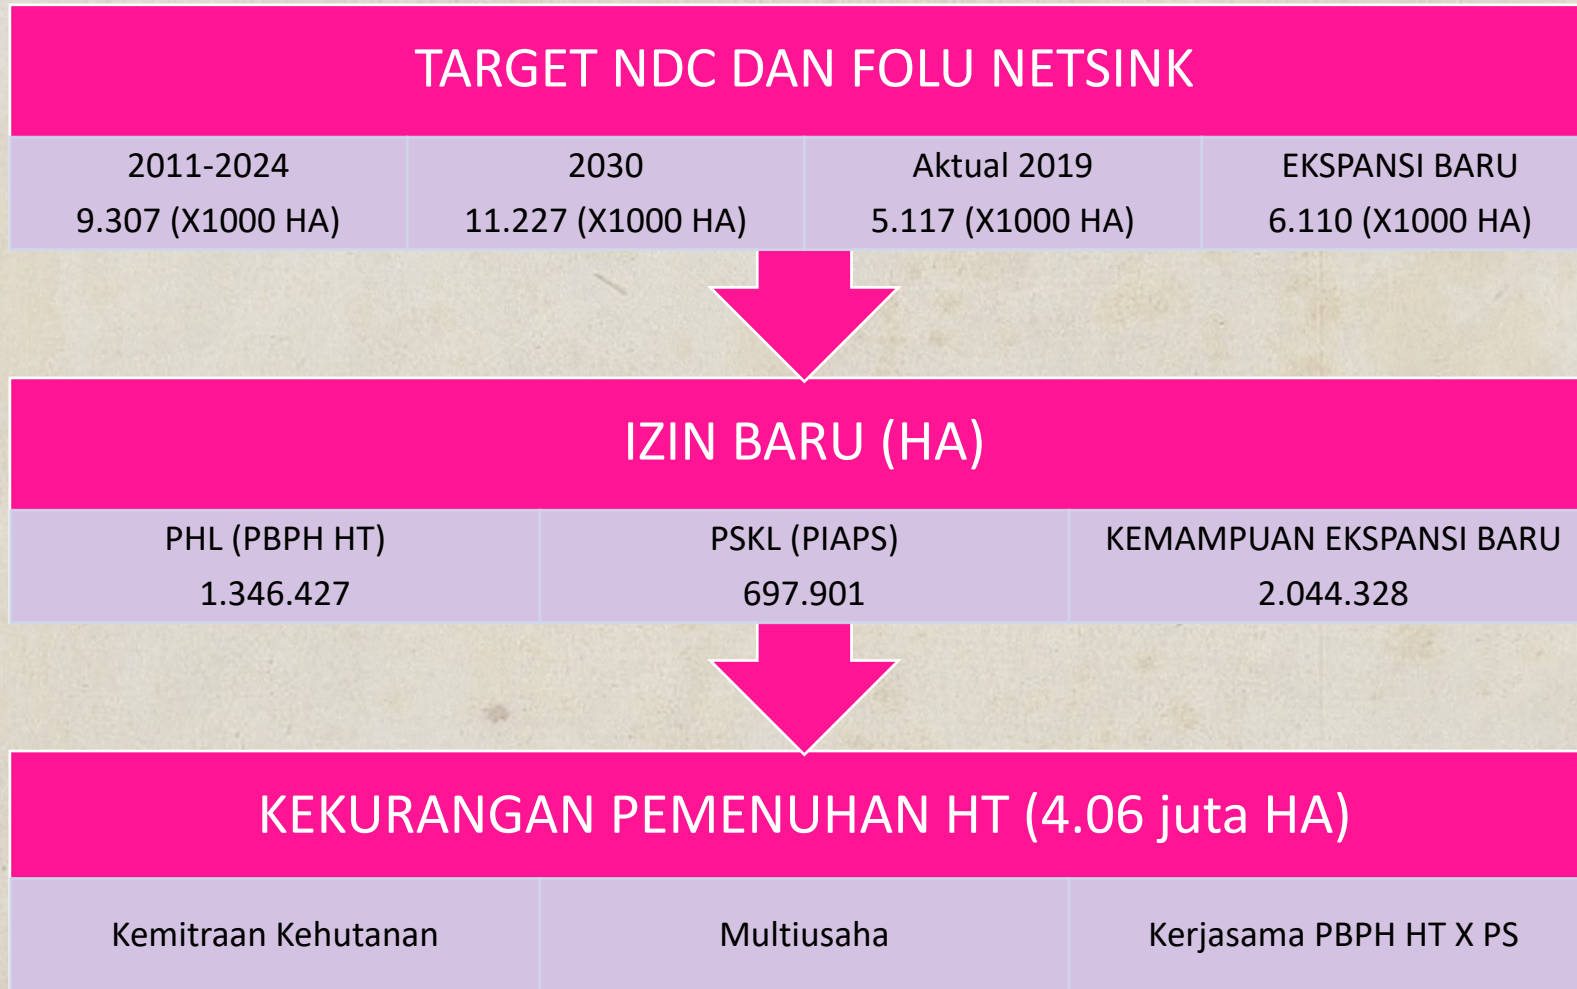 TARGET NDC DAN FOLU NETSINK
2011-2024
9.307 (X1000 HA)
2030
11.227 (X1000 HA)
Aktual 2019
5.117 (X1000 HA)
EKSPANSI BARU
6.110 (X1000 HA)
IZIN BARU (HA)
PHL (PBPH HT)
1.346.427
PSKL (PIAPS)
697.901
KEMAMPUAN EKSPANSI BARU
2.044.328
KEKURANGAN PEMENUHAN HT (4.06 juta HA)
Kemitraan Kehutanan
Multiusaha
Kerjasama PBPH HT X PS